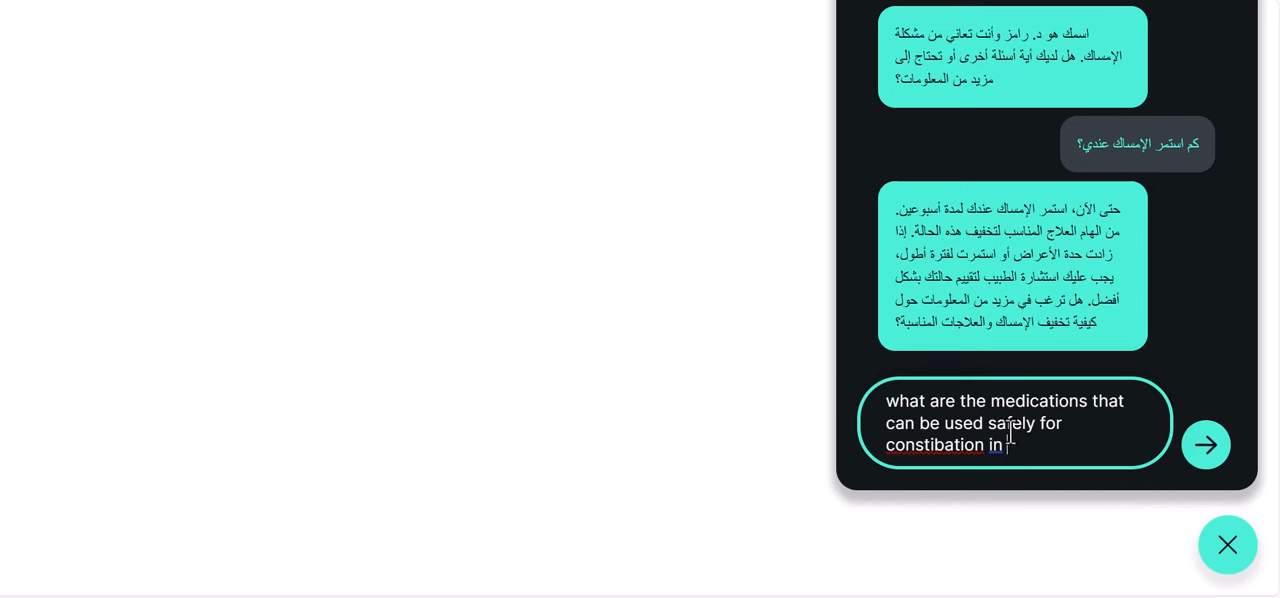 اسمك هو د. رامز وأنت تعاني من مشكلة
الإمساك. هل لديك أية أسئلة أخرى أو تحتاج إلى
مزيد من المعلومات؟
كم استمر الإمساك عندي؟
حتى الآن، استمر الإمساك عندك لمدة أسبوعين.
من الهام العلاج المناسب لتخفيف هذه الحالة. إذا
زادت حدة الأعراض أو استمرت لفترة أطول،
يجب عليك استشارة الطبيب لتقييم حالتك بشكل
أفضل. هل ترغب في مزيد من المعلومات حول
كيفية تخفيف الإمساك والعلاجات المناسبة؟
what are the medications that
can be used safely for
constibation in